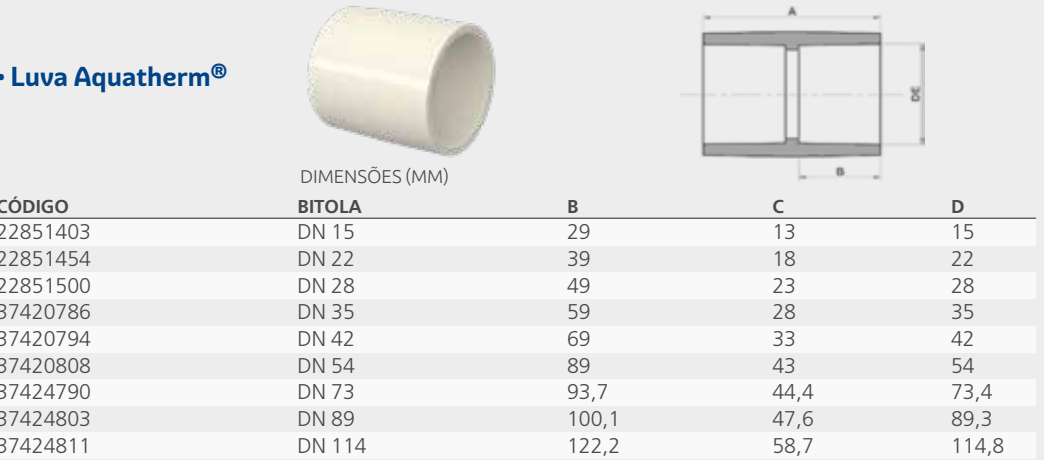 • Luva Aquatherm®
A
DE
B
DIMENSÕES (MM)
CÓDIGO BITOLA B C D
22851403 DN 15 29 13 15
22851454 DN 22 39 18 22
22851500 DN 28 49 23 28
37420786 DN 35 59 28 35
37420794 DN 42 69 33 42
37420808 DN 54 89 43 54
37424790 DN 73 93,7 44,4 73,4
37424803 DN 89 100,1 47,6 89,3
37424811 DN 114 122,2 58,7 114,8